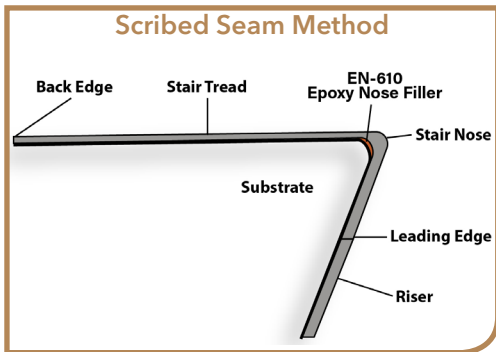 Scribed Seam Method
Back Edge
Stair Tread
EN-610
Epoxy Nose Filler
Stair Nose
Substrate
Leading Edge
Riser